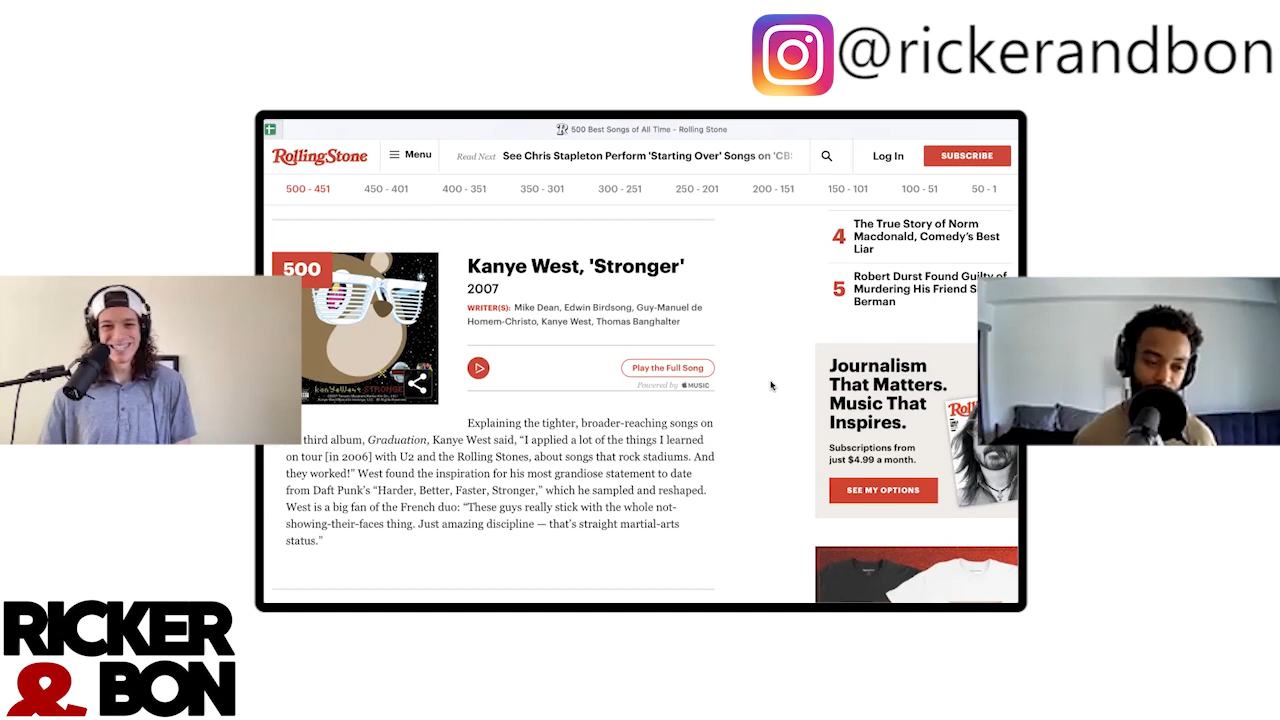 @rickerandbon
500 Best Songs of All Time - Rolling Stone
RollingStone
Menu
Read Next
See Chris Stapleton Perform 'Starting Over' Songs on 'CBS
Log In
SUBSCRIBE
500 - 451
450 - 401
400 - 351
350 - 301
300 - 251
250 - 201
200 - 151
150 - 101
100 - 51
50 - 1
500
Kanye West, 'Stronger'
2007
WRITER(S): Mike Dean, Edwin Birdsong, Guy-Manuel de
Homem-Christo, Kanye West, Thomas Banghalter
Play the Full Song
Powered by MUSIC
kanyeWest STRONGE
Explaining the tighter, broader-reaching songs on
third album, Graduation, Kanye West said, “I applied a lot of the things I learned
on tour [in 2006] with U2 and the Rolling Stones, about songs that rock stadiums. And
they worked!” West found the inspiration for his most grandiose statement to date
from Daft Punk’s “Harder, Better, Faster, Stronger,” which he sampled and reshaped.
West is a big fan of the French duo: “These guys really stick with the whole not-
showing-their-faces thing. Just amazing discipline — that’s straight martial-arts
status.”
4
The True Story of Norm
Macdonald, Comedy’s Best
Liar
5
Robert Durst Found Guilty of
Murdering His Friend S
Berman
Journalism
That Matters.
Music That
Inspires.
Subscriptions from
just $4.99 a month.
SEE MY OPTIONS
RICKER
& BON